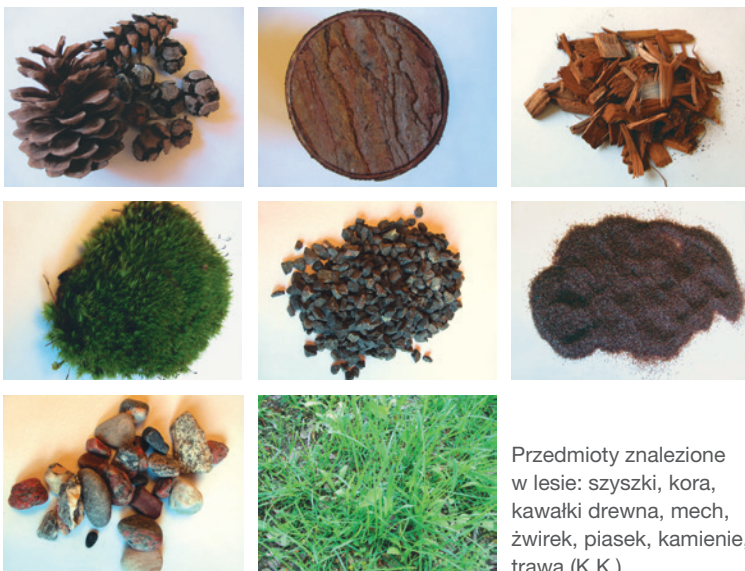 Przedmioty znalezione
w lesie: szyszki, kora,
kawałki drewna, mech,
żwirek, piasek, kamienie,
trawa (K.K.)